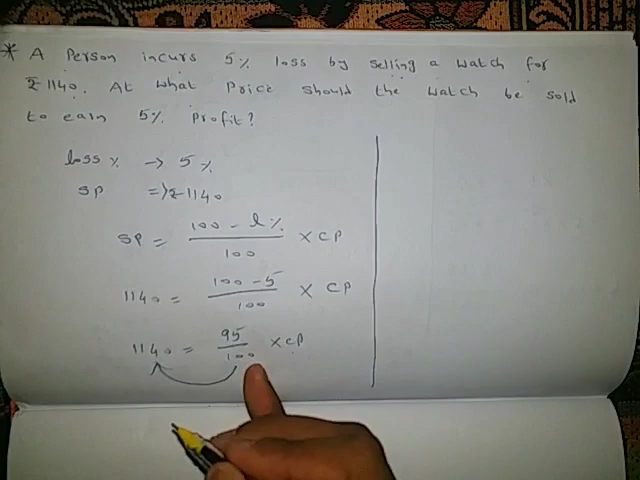 * A Person incurs 5% loss by selling a watch for
₹1140. At what Price should the watch be sold
to earn 5% Profit?
loss % → 5%
SP => ₹1140
SP = 100 - l% / 100 × CP
1140 = 100 - 5 / 100 × CP
1140 = 95 / 100 × CP